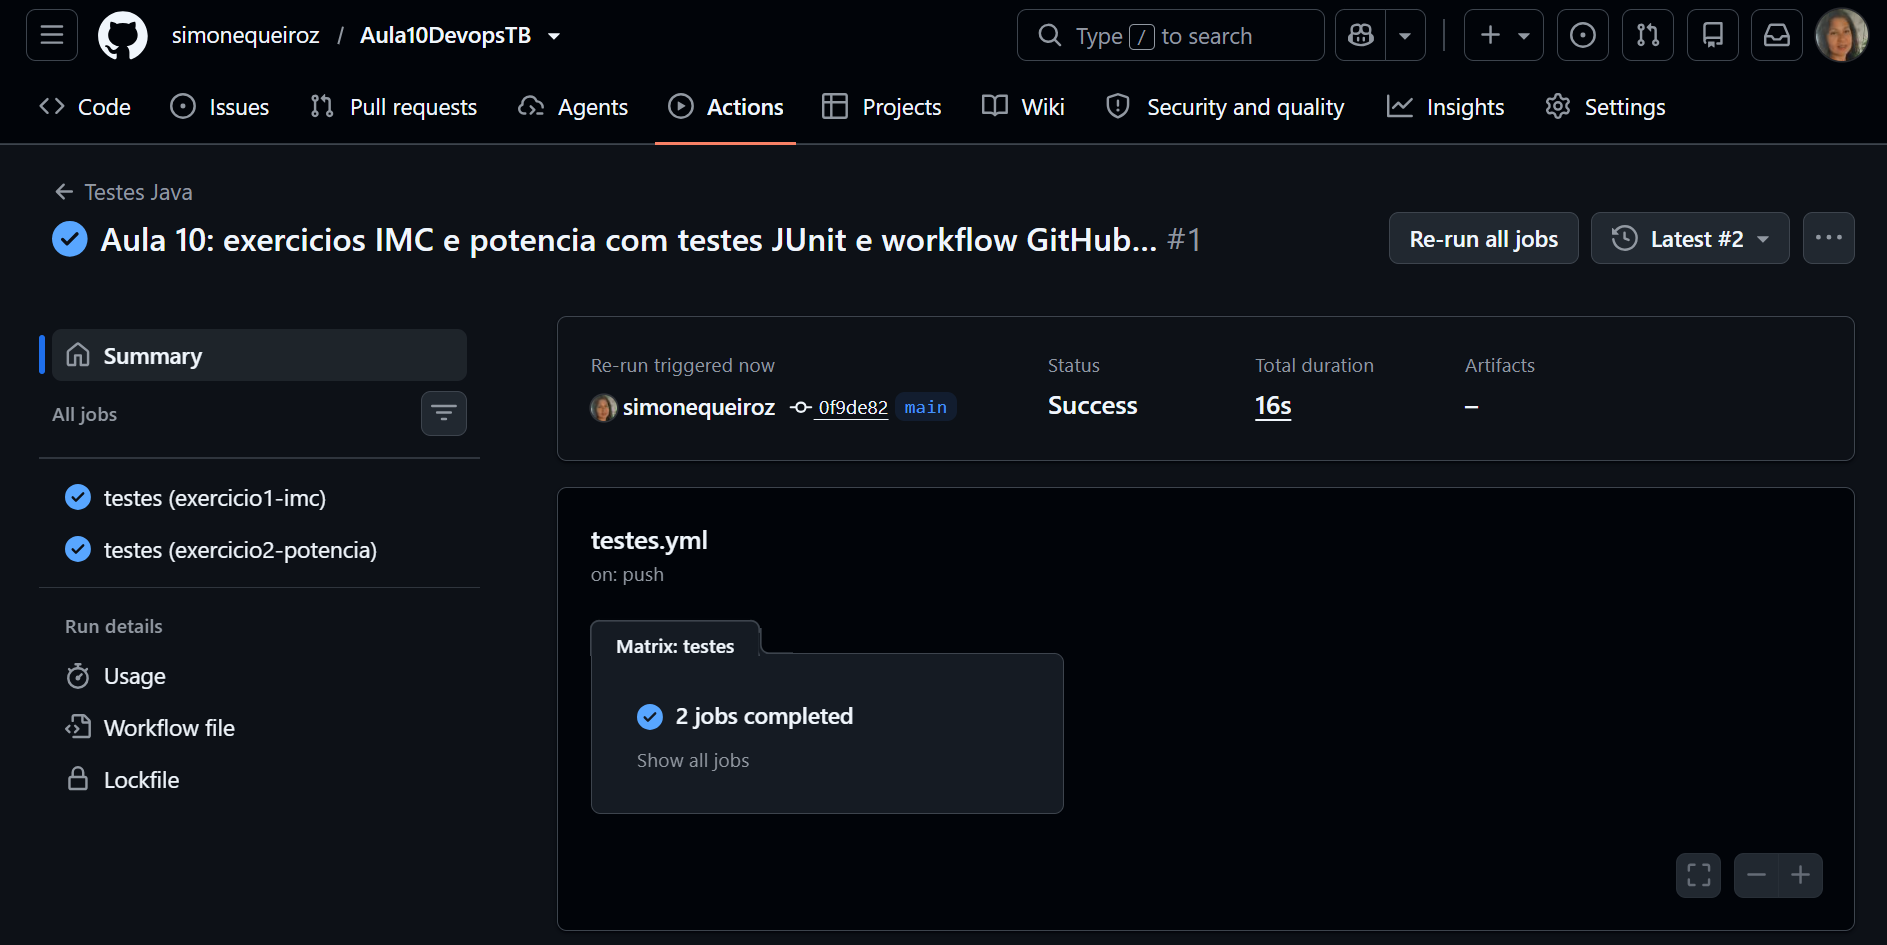 simonequeiroz / Aula10DevopsTB
Type / to search
Code Issues Pull requests Agents Actions Projects Wiki Security and quality Insights Settings
Testes Java
Aula 10: exercicios IMC e potencia com testes JUnit e workflow GitHub... #1
Re-run all jobs
Latest #2
Summary
All jobs
testes (exercicio1-imc)
testes (exercicio2-potencia)
Run details
Usage
Workflow file
Lockfile
Re-run triggered now
simonequeiroz 0f9de82 main
Status
Success
Total duration
16s
Artifacts
–
testes.yml
on: push
Matrix: testes
2 jobs completed
Show all jobs